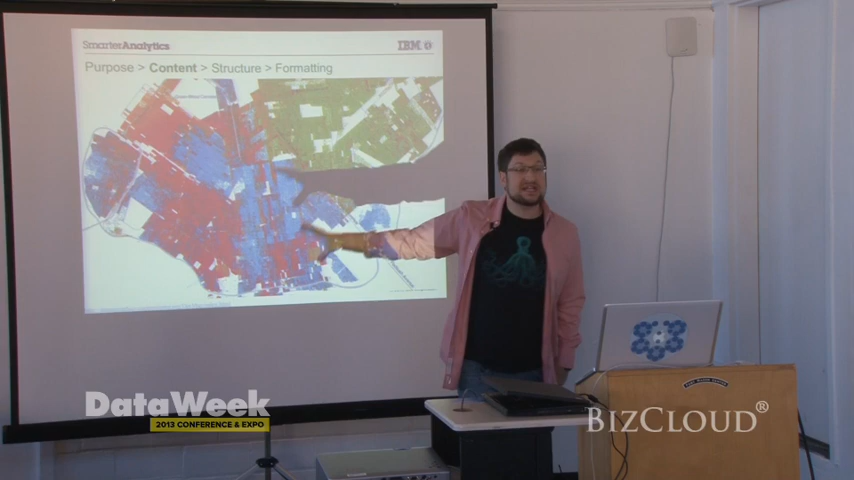 SmarterAnalytics
IBM
Purpose > Content > Structure > Formatting
DataWeek
2013 CONFERENCE & EXPO
BIZCLOUD®